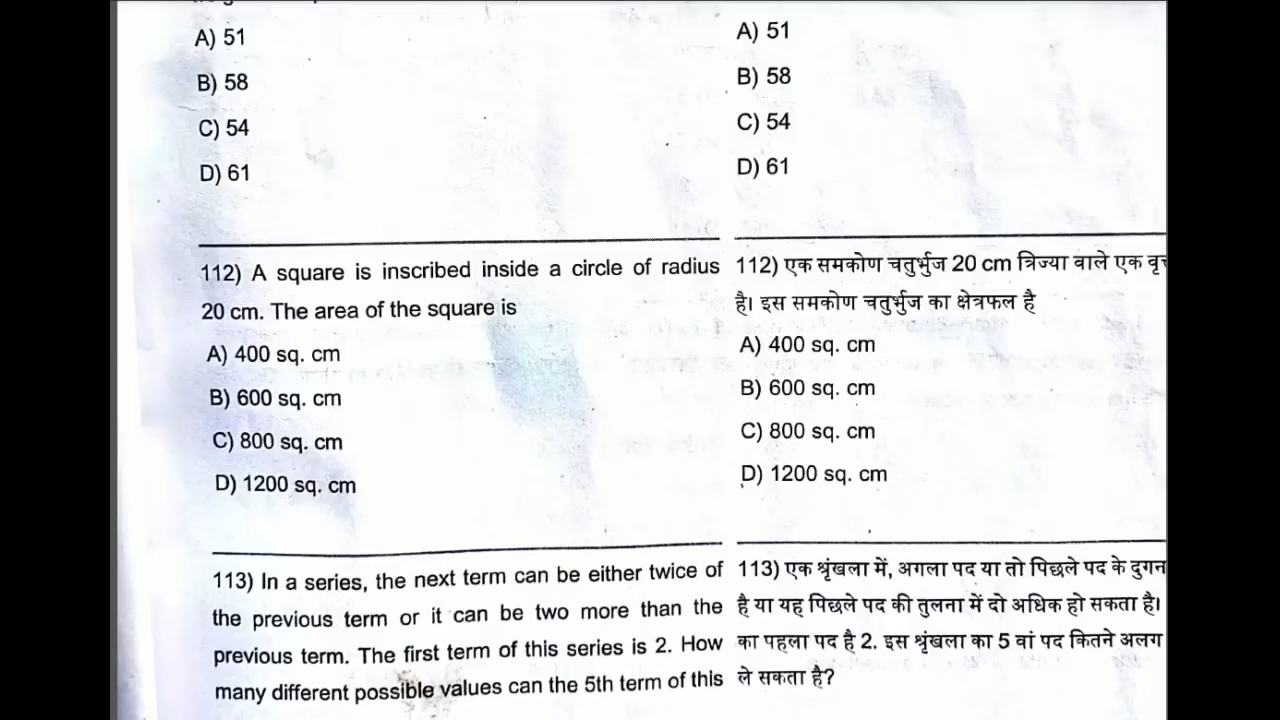 A) 51
B) 58
C) 54
D) 61
112) A square is inscribed inside a circle of radius
20 cm. The area of the square is
A) 400 sq. cm
B) 600 sq. cm
C) 800 sq. cm
D) 1200 sq. cm
113) In a series, the next term can be either twice of
the previous term or it can be two more than the
previous term. The first term of this series is 2. How
many different possible values can the 5th term of this
A) 51
B) 58
C) 54
D) 61
112) एक समकोण चतुर्भुज 20 cm त्रिज्या वाले एक
है। इस समकोण चतुर्भुज का क्षेत्रफल है
A) 400 sq. cm
B) 600 sq. cm
C) 800 sq. cm
D) 1200 sq. cm
113) एक श्रृंखला में, अगला पद या तो पिछले पद के दुगन
है या यह पिछले पद की तुलना में दो अधिक हो सकता है।
का पहला पद है 2. इस श्रृंखला का 5 वां पद कितने अलग
ले सकता है?